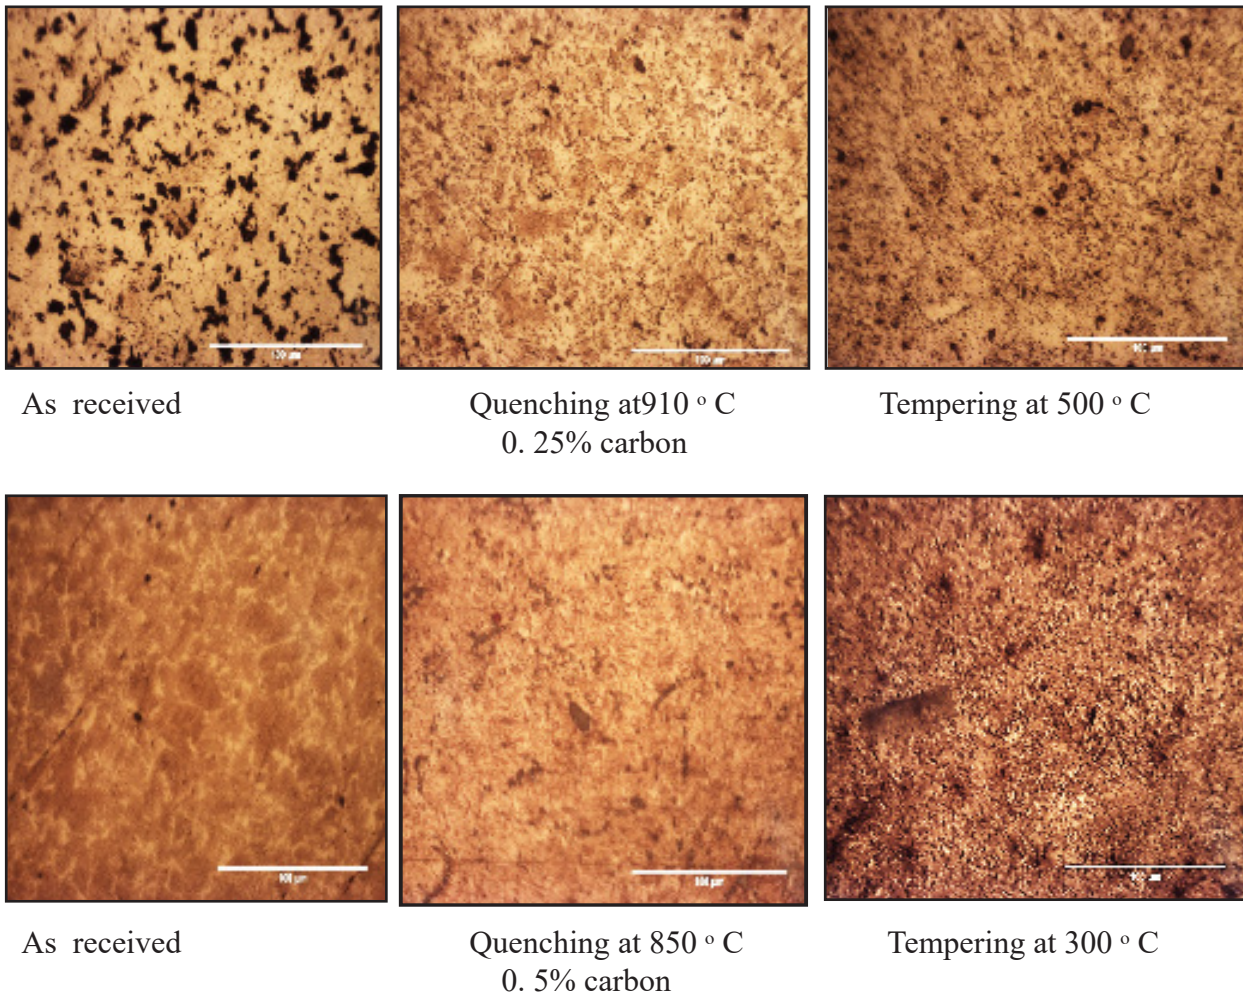 As received
Quenching at910 ° C
0. 25% carbon
Tempering at 500 ° C
As received
Quenching at 850 ° C
0. 5% carbon
Tempering at 300 ° C